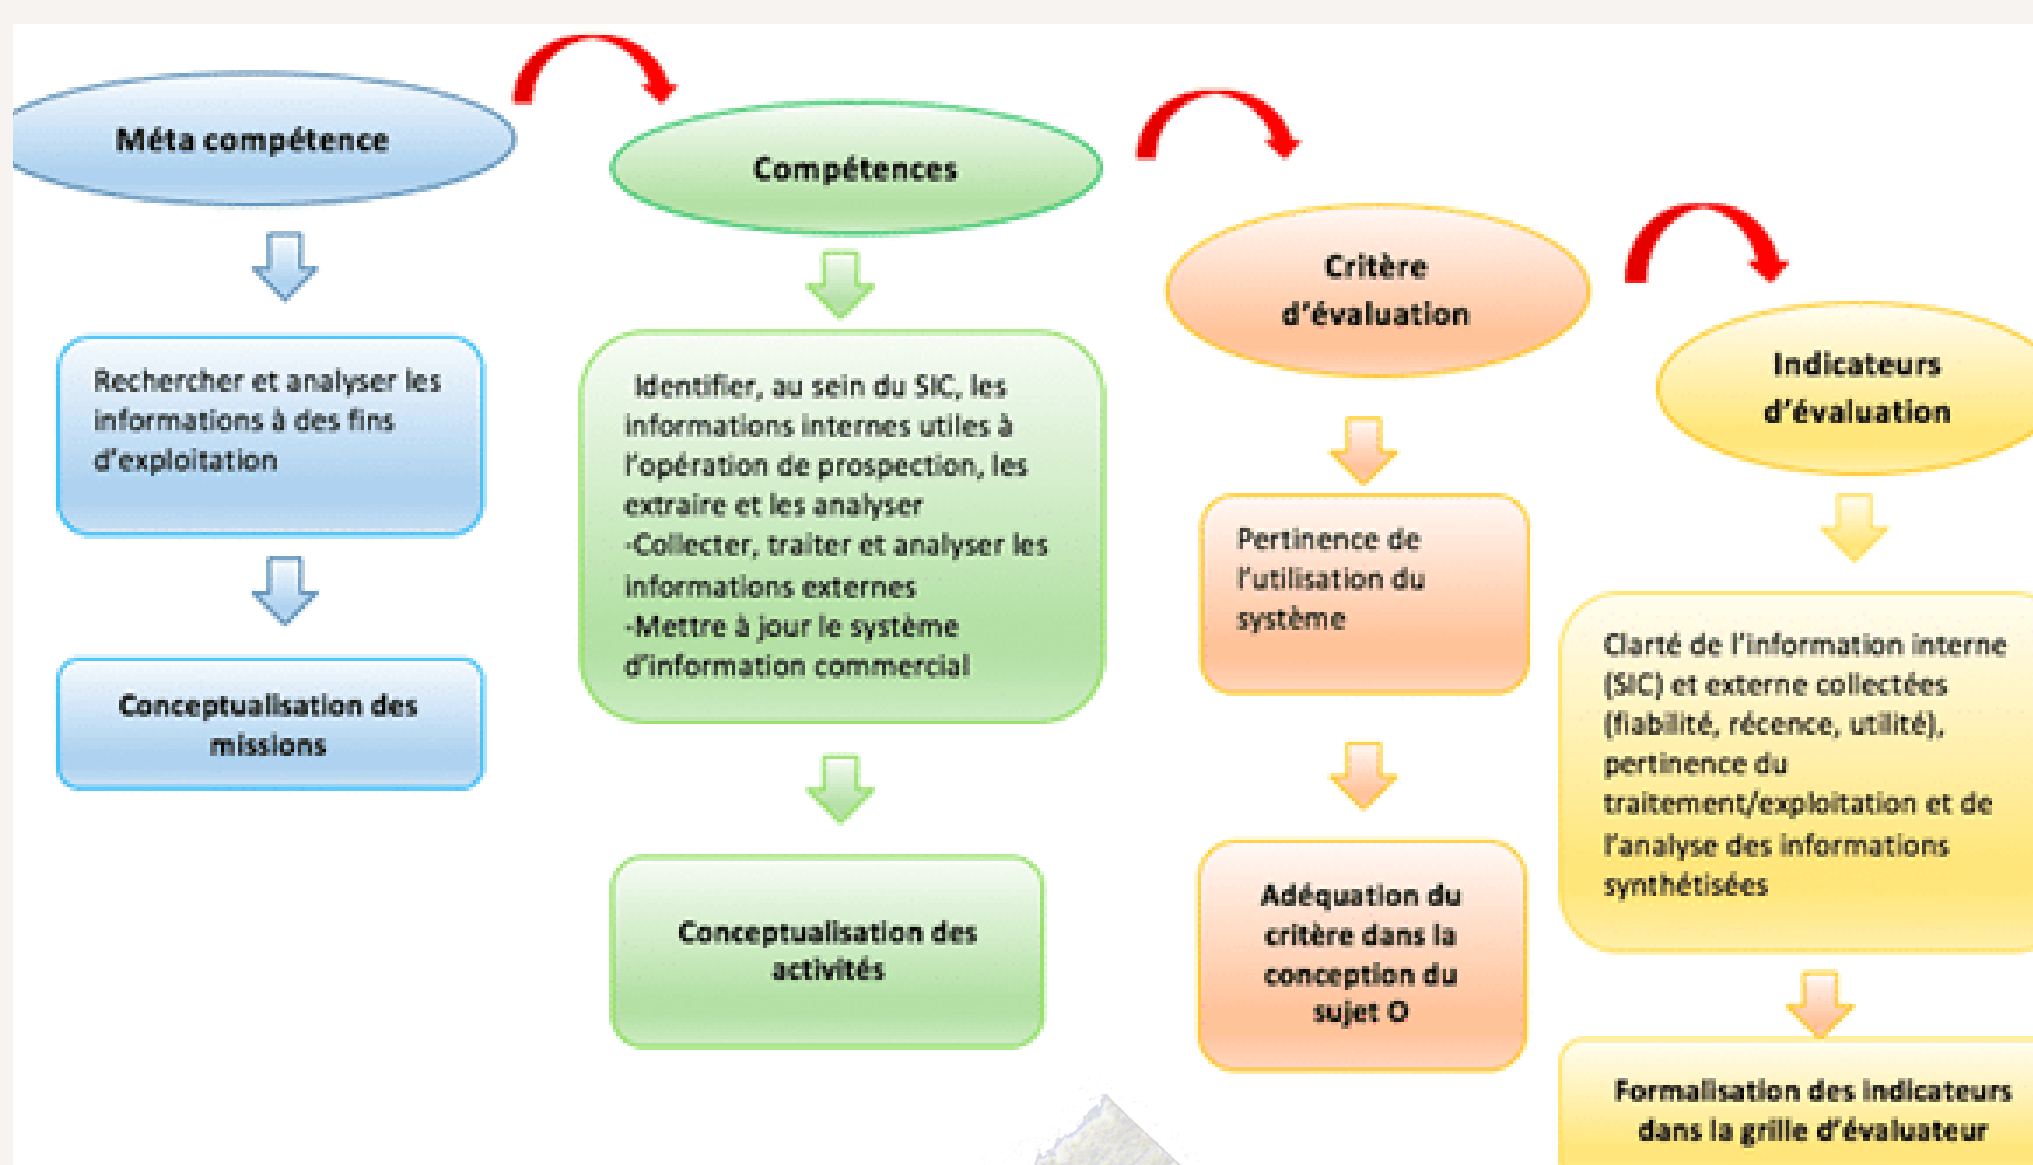 Méta compétence
Rechercher et analyser les
informations à des fins
d'exploitation
Conceptualisation des
missions
Compétences
Identifier, au sein du SIC, les
informations internes utiles à
l'opération de prospection, les
extraire et les analyser
-Collecter, traiter et analyser les
informations externes
-Mettre à jour le système
d'information commercial
Conceptualisation des
activités
Critère
d'évaluation
Pertinence de
l'utilisation du
système
Adéquation du
critère dans la
conception du
sujet O
Indicateurs
d'évaluation
Clarté de l'information interne
(SIC) et externe collectées
(fiabilité, récence, utilité),
pertinence du
traitement/exploitation et de
l'analyse des informations
synthétisées
Formalisation des indicateurs
dans la grille d'évaluateur